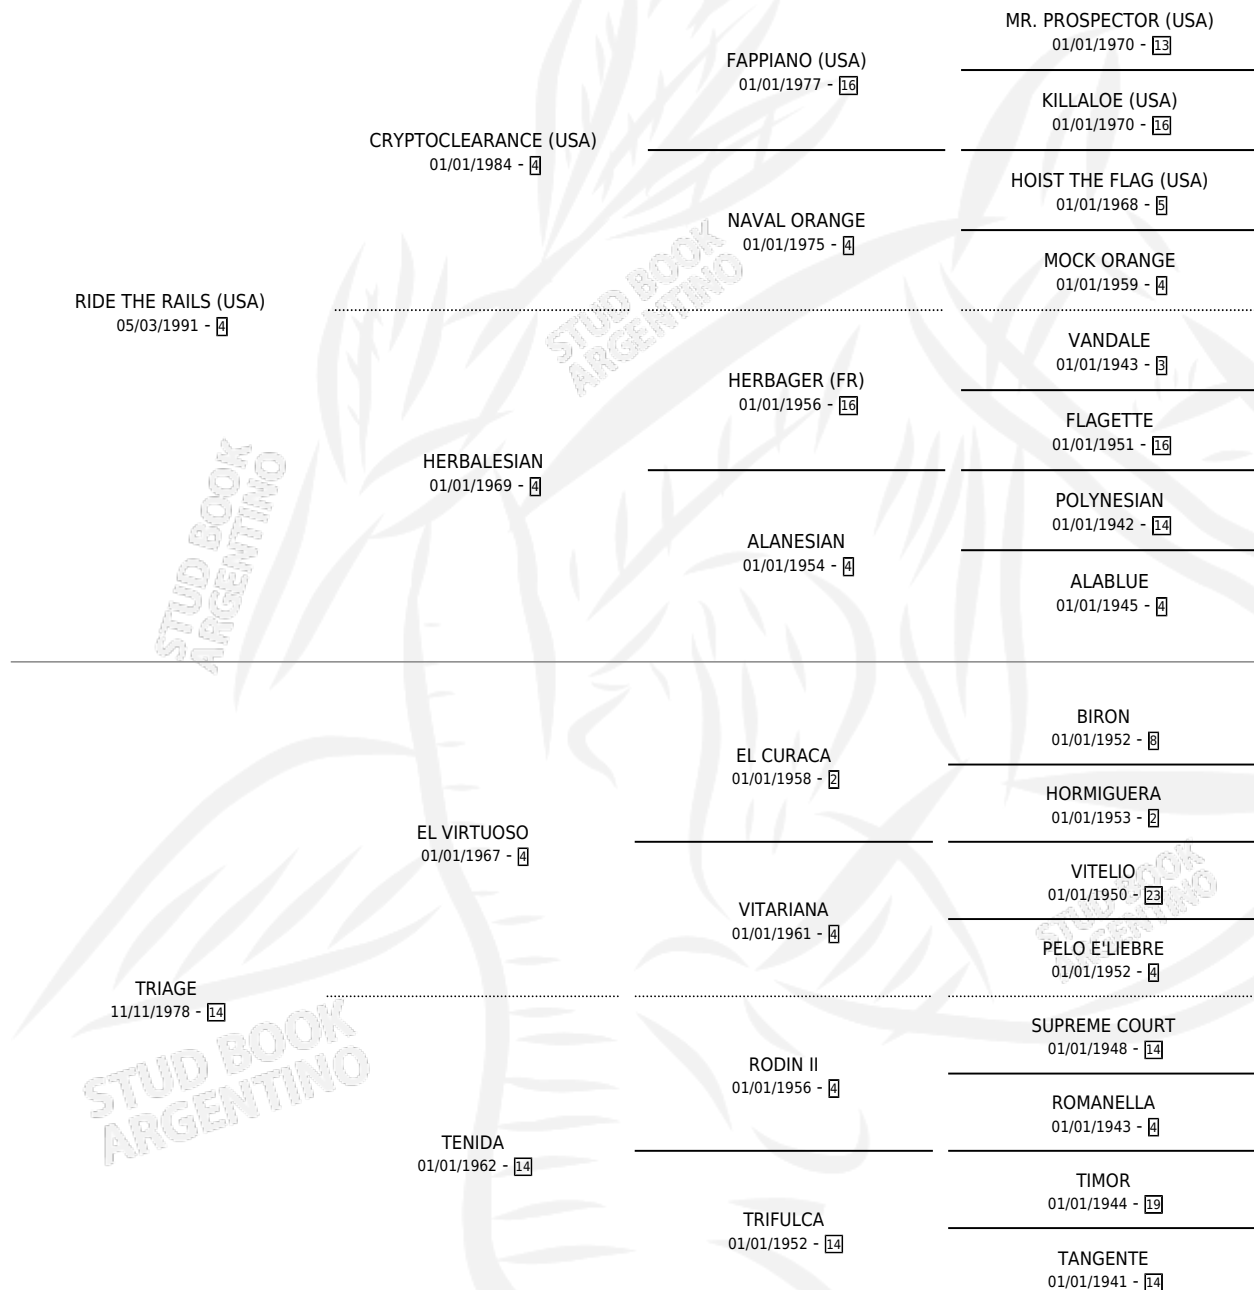 MR. PROSPECTOR (USA)
01/01/1970 - 13
FAPPIANO (USA)
01/01/1977 - 16
KILLALOE (USA)
01/01/1970 - 16
CRYPTOCLEARANCE (USA)
01/01/1984 - 4
HOIST THE FLAG (USA)
01/01/1968 - 5
NAVAL ORANGE
01/01/1975 - 4
MOCK ORANGE
01/01/1959 - 4
RIDE THE RAILS (USA)
05/03/1991 - 4
VANDALE
01/01/1943 - 3
HERBAGER (FR)
01/01/1956 - 16
FLAGETTE
01/01/1951 - 16
HERBALESIAN
01/01/1969 - 4
POLYNESIAN
01/01/1942 - 14
ALANESIAN
01/01/1954 - 4
ALABLUE
01/01/1945 - 4
BIRON
01/01/1952 - 8
EL CURACA
01/01/1958 - 2
HORMIGUERA
01/01/1953 - 2
EL VIRTUOSO
01/01/1967 - 4
VITELIO
01/01/1950 - 23
VITARIANA
01/01/1961 - 4
PELO E'LIEBRE
01/01/1952 - 4
TRIAGE
11/11/1978 - 14
SUPREME COURT
01/01/1948 - 14
RODIN II
01/01/1956 - 4
ROMANELLA
01/01/1943 - 4
TENIDA
01/01/1962 - 14
TIMOR
01/01/1944 - 19
TRIFULCA
01/01/1952 - 14
TANGENTE
01/01/1941 - 14
STUD BOOK
ARGENTINO
STUD BOOK
ARGENTINO
STUD BOOK
ARGENTINO
STUD BOOK
ARGENTINO